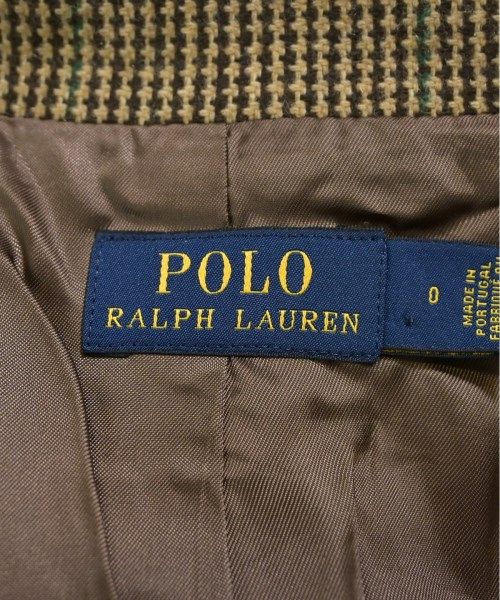 POLO
RALPH LAUREN
0
MADE IN
PORTUGAL